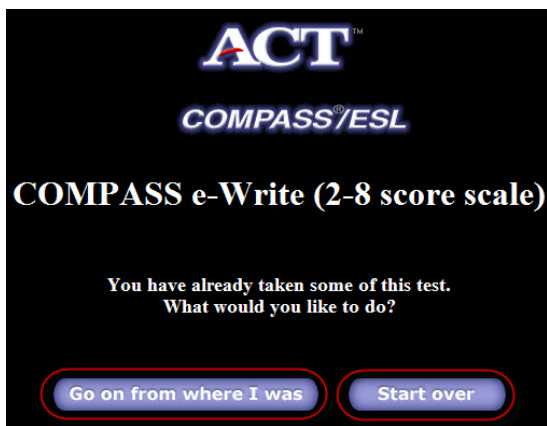 ACT™
COMPASS®/ESL
COMPASS e-Write (2-8 score scale)
You have already taken some of this test.
What would you like to do?
Go on from where I was
Start over